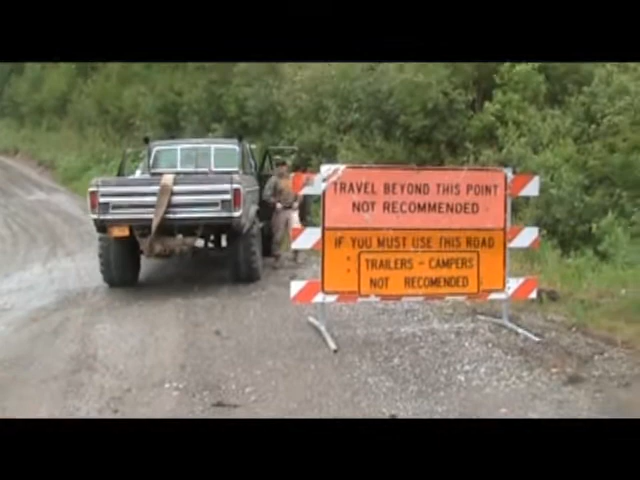 TRAVEL BEYOND THIS POINT
NOT RECOMMENDED
IF YOU MUST USE THIS ROAD
TRAILERS - CAMPERS
NOT RECOMENDED